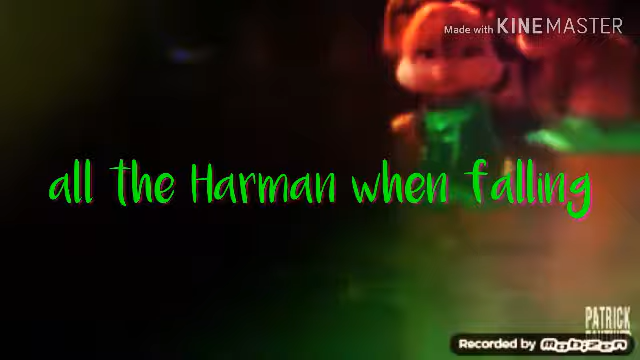 Made with KINEMASTER
all the Harman when falling
PATRICK
Recorded by Mobizen